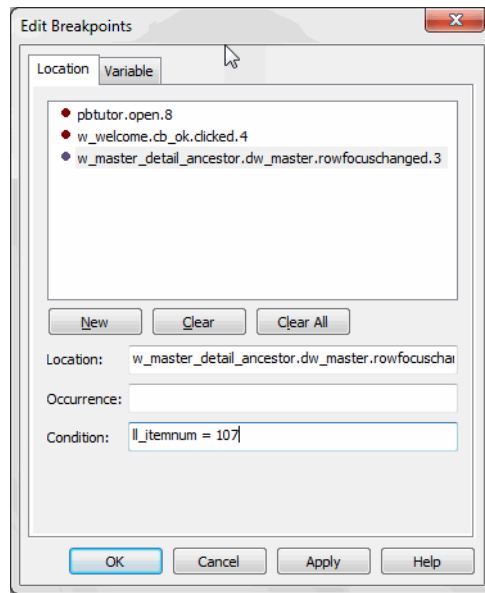 Edit Breakpoints
Location Variable
pbtutor.open.8
w_welcome.cb_ok.clicked.4
w_master_detail_ancestor.dw_master.rowfocuschanged.3
New Clear Clear All
Location: w_master_detail_ancestor.dw_master.rowfocuschai
Occurrence:
Condition: ll_itemnum = 107
OK Cancel Apply Help